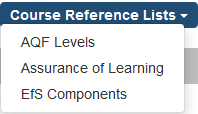 Course Reference Lists
AQF Levels
Assurance of Learning
EfS Components